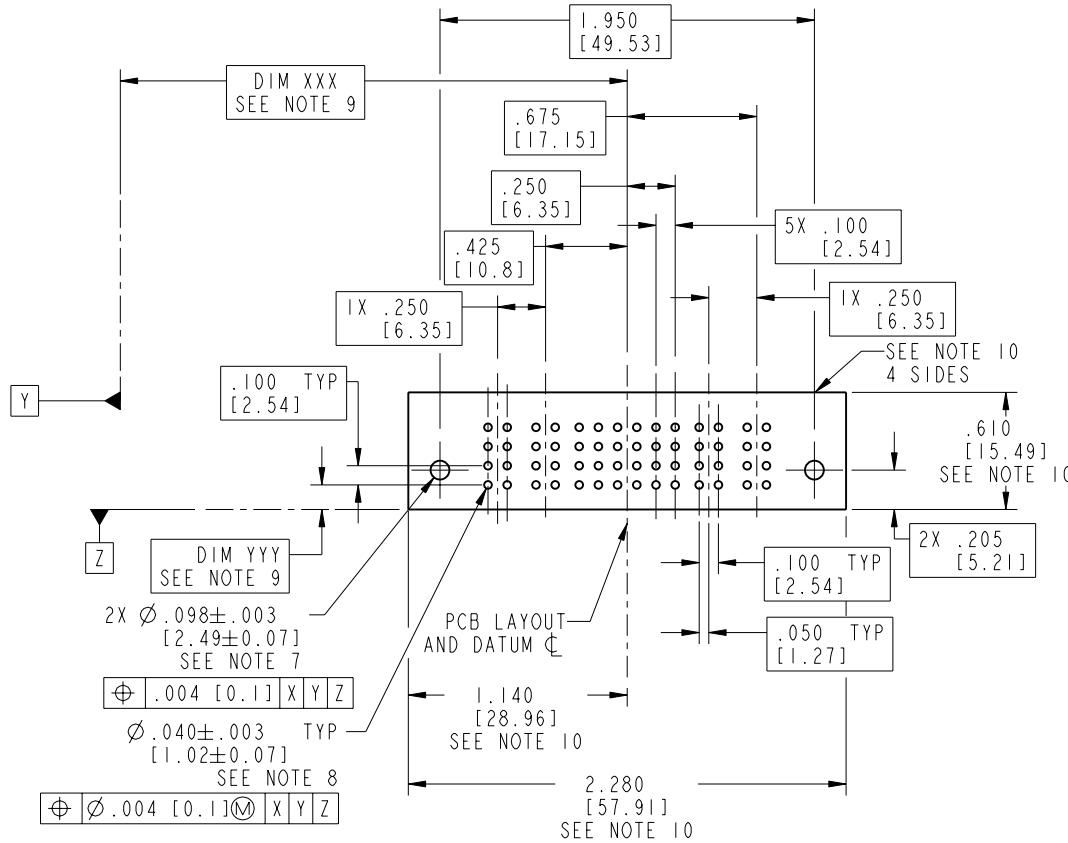 1.950
[49.53]
DIM XXX
SEE NOTE 9
.675
[17.15]
.250
[6.35]
5X .100
[2.54]
.425
[10.8]
1X .250
[6.35]
1X .250
[6.35]
SEE NOTE 10
4 SIDES
.100 TYP
[2.54]
Y
.610
[15.49]
SEE NOTE 10
Z
DIM YYY
SEE NOTE 9
2X .205
[5.21]
.100 TYP
[2.54]
2X Ø .098±.003
[2.49±0.07]
SEE NOTE 7
PCB LAYOUT
AND DATUM ℄
.050 TYP
[1.27]
⌖ .004 [0.1] X Y Z
1.140
[28.96]
SEE NOTE 10
Ø .040±.003 TYP
[1.02±0.07]
SEE NOTE 8
⌖ Ø .004 [0.1] Ⓜ X Y Z
2.280
[57.91]
SEE NOTE 10